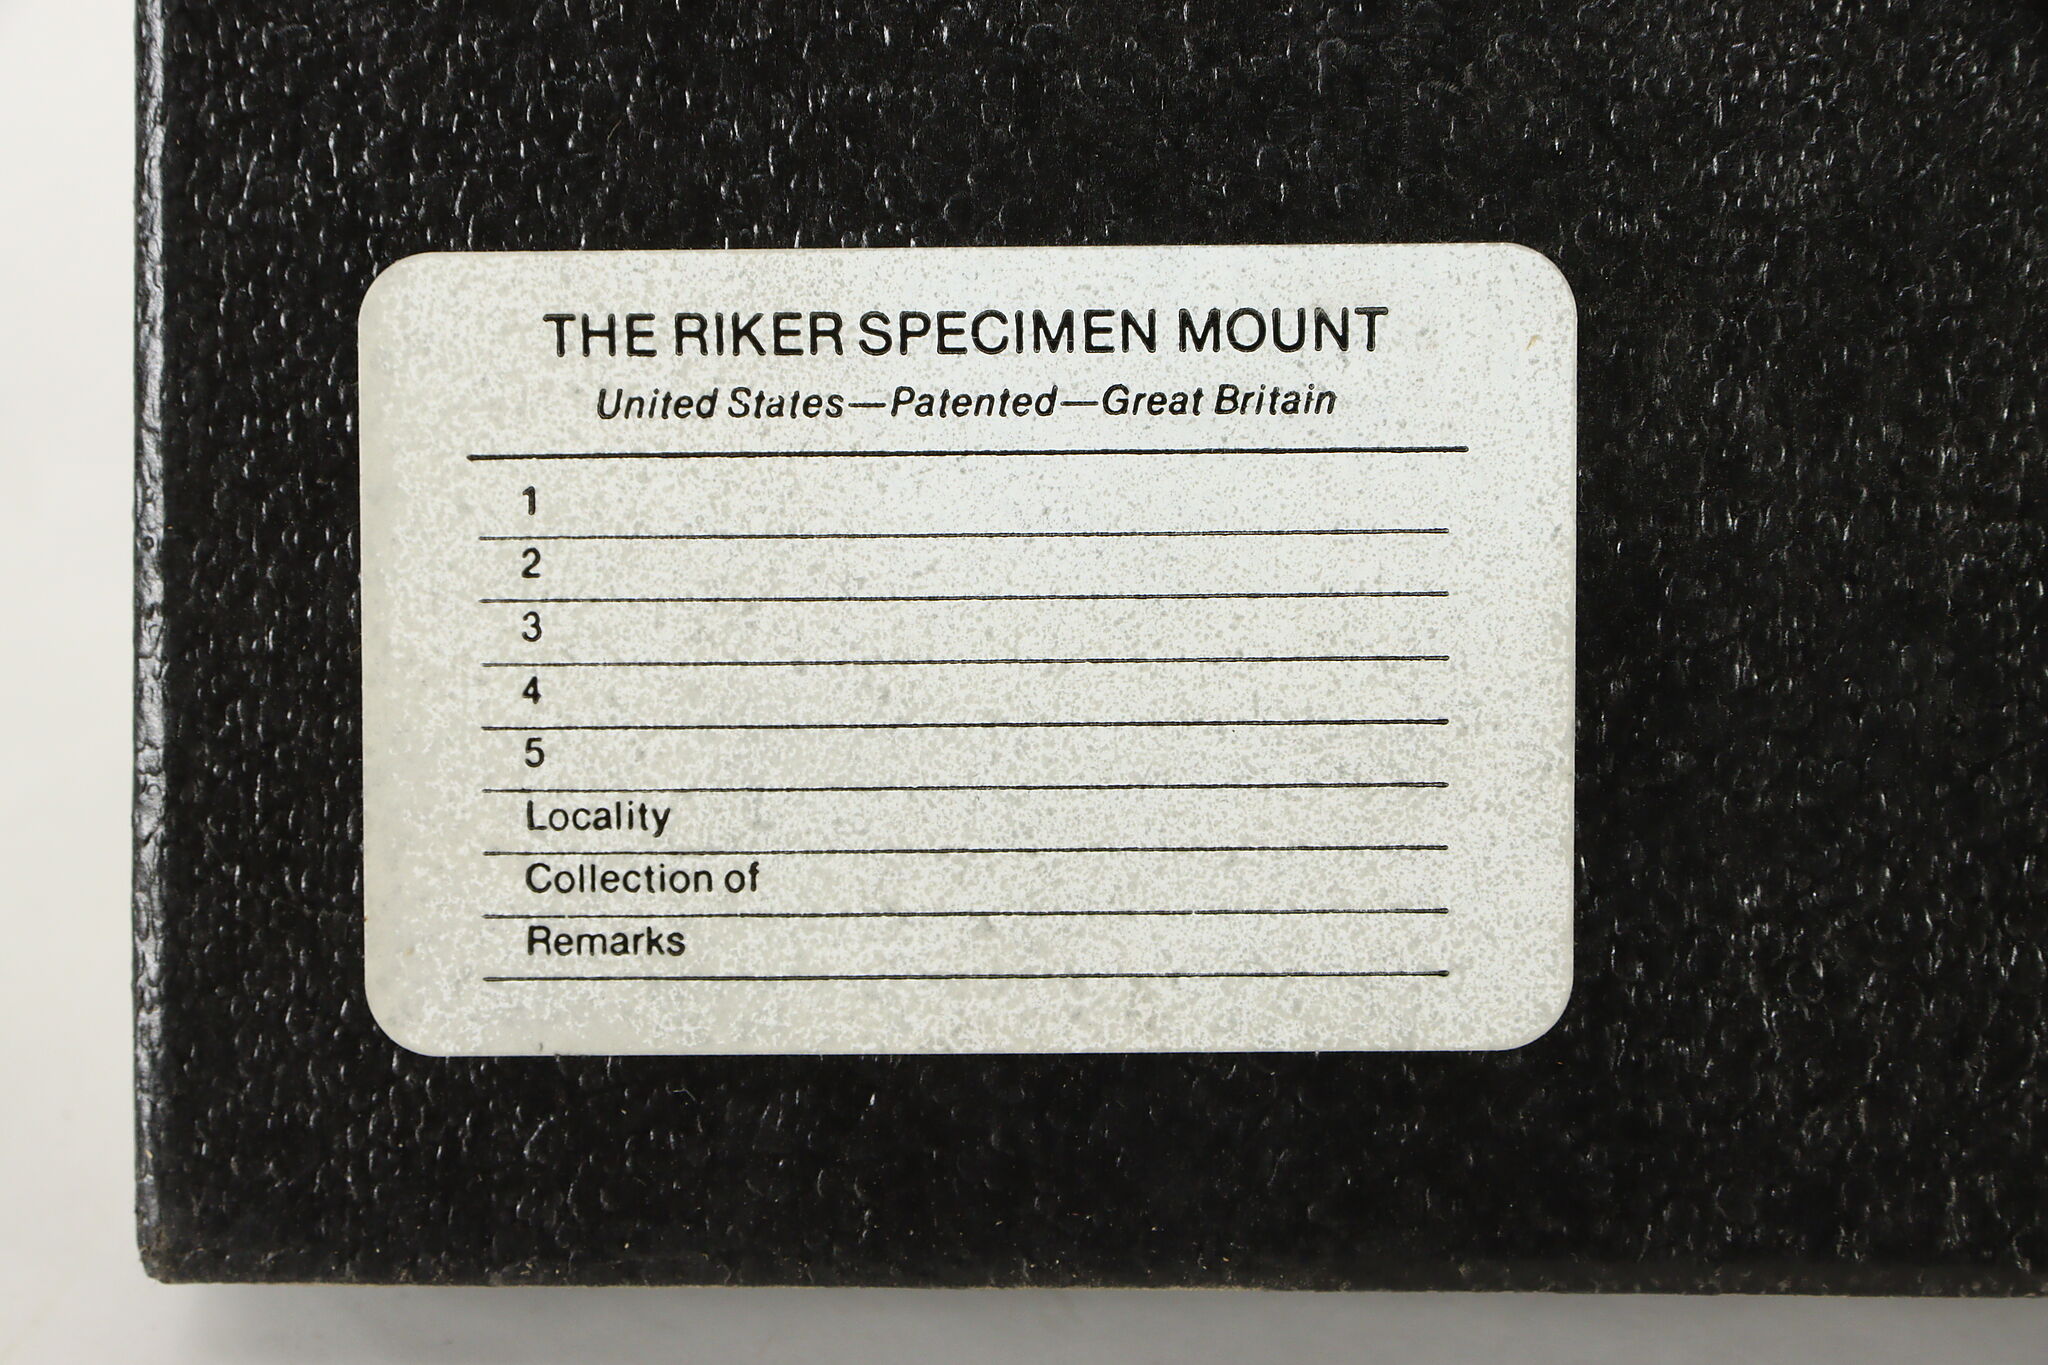 THE RIKER SPECIMEN MOUNT
United States—Patented—Great Britain
1
2
3
4
5
Locality
Collection of
Remarks